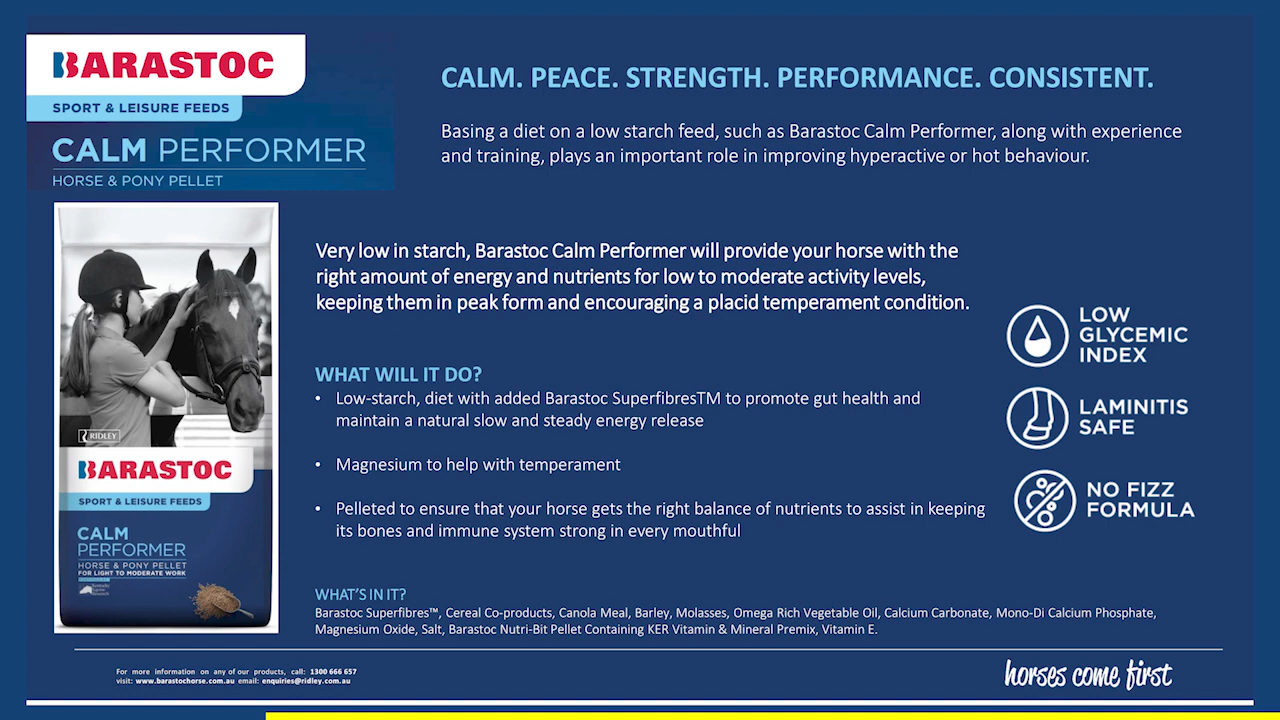 BARASTOC
SPORT & LEISURE FEEDS
CALM PERFORMER
HORSE & PONY PELLET
CALM. PEACE. STRENGTH. PERFORMANCE. CONSISTENT.
Basing a diet on a low starch feed, such as Barastoc Calm Performer, along with experience
and training, plays an important role in improving hyperactive or hot behaviour.
Very low in starch, Barastoc Calm Performer will provide your horse with the
right amount of energy and nutrients for low to moderate activity levels,
keeping them in peak form and encouraging a placid temperament condition.
WHAT WILL IT DO?
• Low-starch, diet with added Barastoc SuperfibresTM to promote gut health and
maintain a natural slow and steady energy release
• Magnesium to help with temperament
• Pelleted to ensure that your horse gets the right balance of nutrients to assist in keeping
its bones and immune system strong in every mouthful
LOW
GLYCEMIC
INDEX
LAMINITIS
SAFE
NO FIZZ
FORMULA
RIDLEY
BARASTOC
SPORT & LEISURE FEEDS
CALM
PERFORMER
HORSE & PONY PELLET
FOR LIGHT TO MODERATE WORK
Kentucky
Equine
Research
WHAT'S IN IT?
Barastoc Superfibres™, Cereal Co-products, Canola Meal, Barley, Molasses, Omega Rich Vegetable Oil, Calcium Carbonate, Mono-Di Calcium Phosphate,
Magnesium Oxide, Salt, Barastoc Nutri-Bit Pellet Containing KER Vitamin & Mineral Premix, Vitamin E.
For more information on any of our products, call: 1300 666 657
visit: www.barastochorse.com.au email: enquiries@ridley.com.au
horses come first